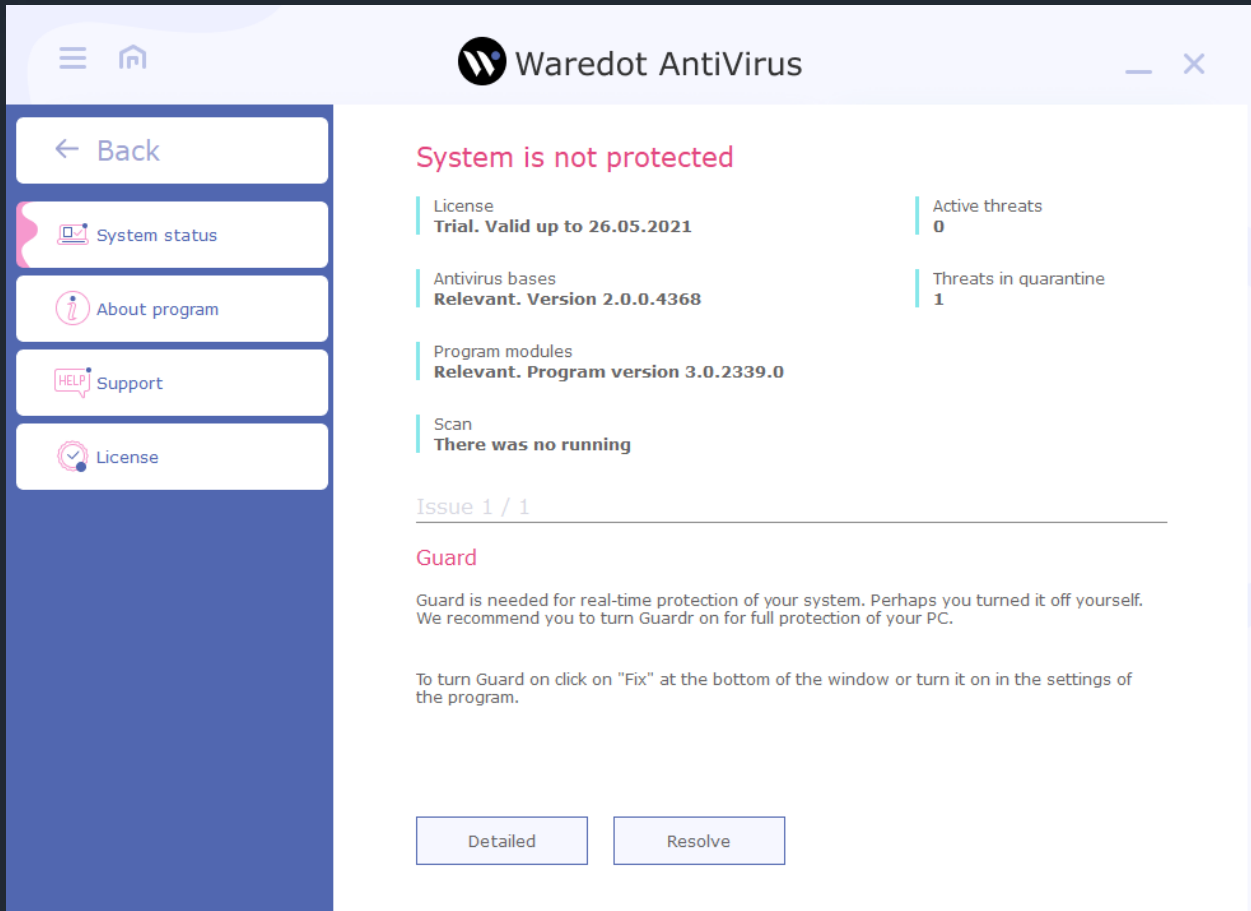 Waredot AntiVirus
Back
System status
About program
HELP
Support
License
System is not protected
License
Trial. Valid up to 26.05.2021
Active threats
0
Antivirus bases
Relevant. Version 2.0.0.4368
Threats in quarantine
1
Program modules
Relevant. Program version 3.0.2339.0
Scan
There was no running
Issue 1 / 1
Guard
Guard is needed for real-time protection of your system. Perhaps you turned it off yourself.
We recommend you to turn Guardr on for full protection of your PC.
To turn Guard on click on "Fix" at the bottom of the window or turn it on in the settings of
the program.
Detailed
Resolve